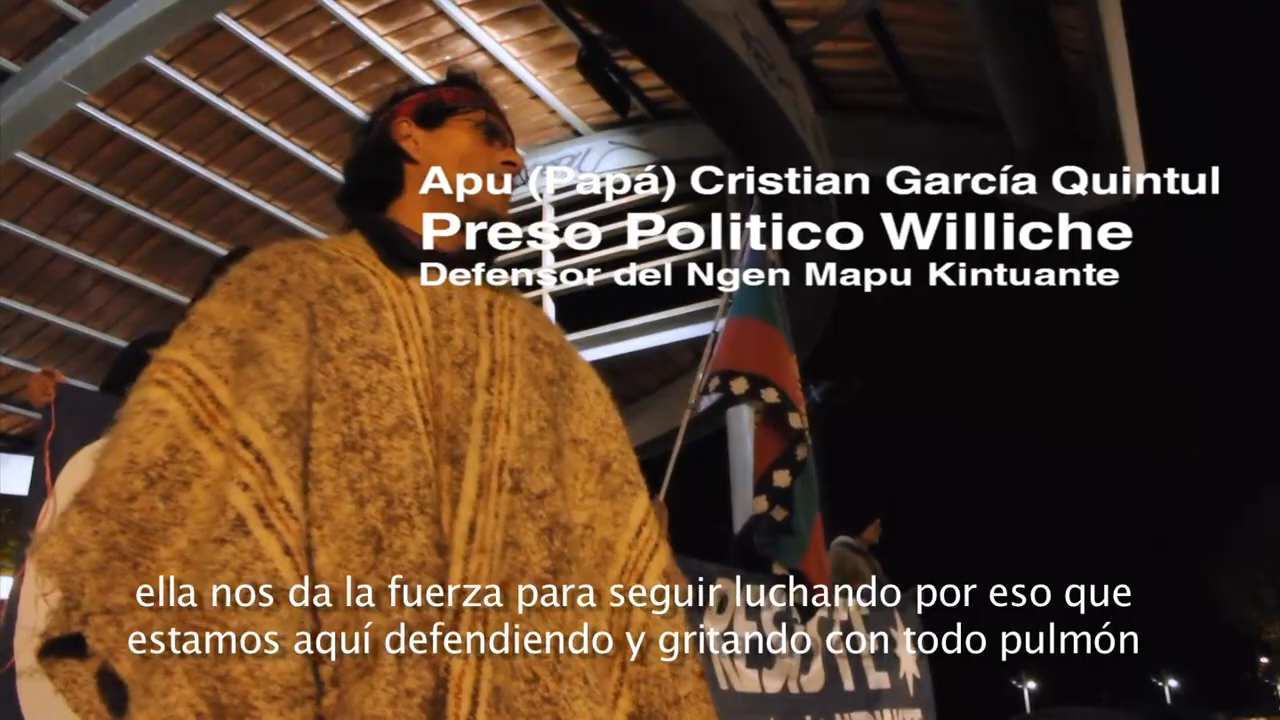 Apu (Papá) Cristian García Quintul
Preso Politico Williche
Defensor del Ngen Mapu Kintuante
ella nos da la fuerza para seguir luchando por eso que
estamos aquí defendiendo y gritando con todo pulmón
RESISTE